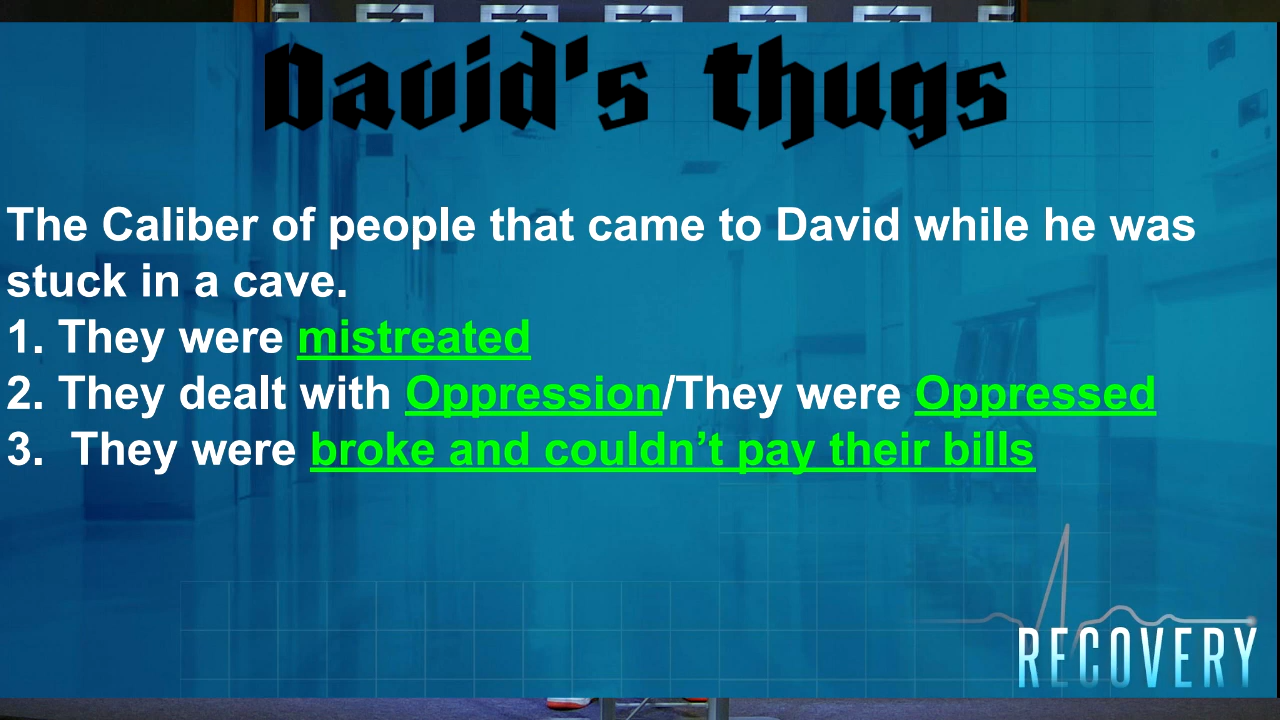 David's thugs
The Caliber of people that came to David while he was
stuck in a cave.
1. They were mistreated
2. They dealt with Oppression/They were Oppressed
3.  They were broke and couldn’t pay their bills
RECOVERY